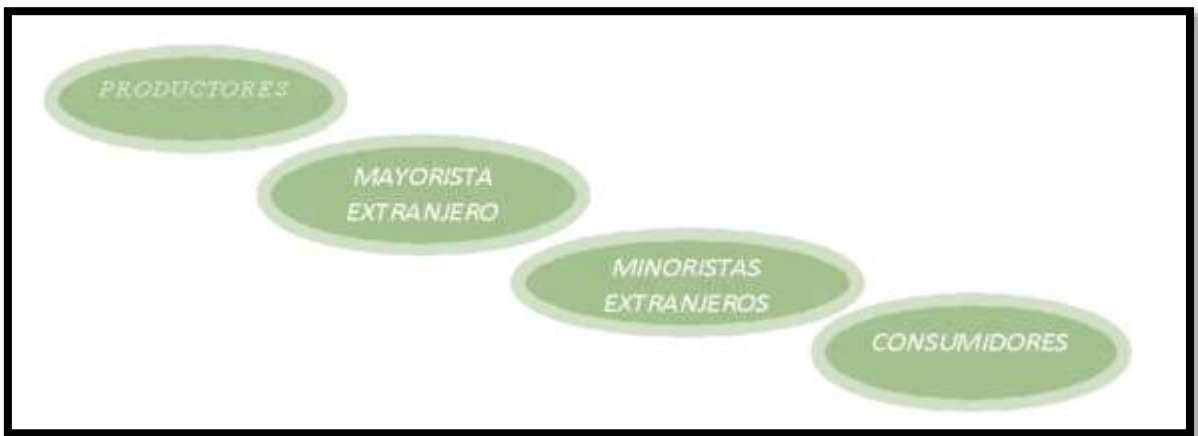 PRODUCTORES
MAYORISTA
EXTRANJERO
MINORISTAS
EXTRANJEROS
CONSUMIDORES